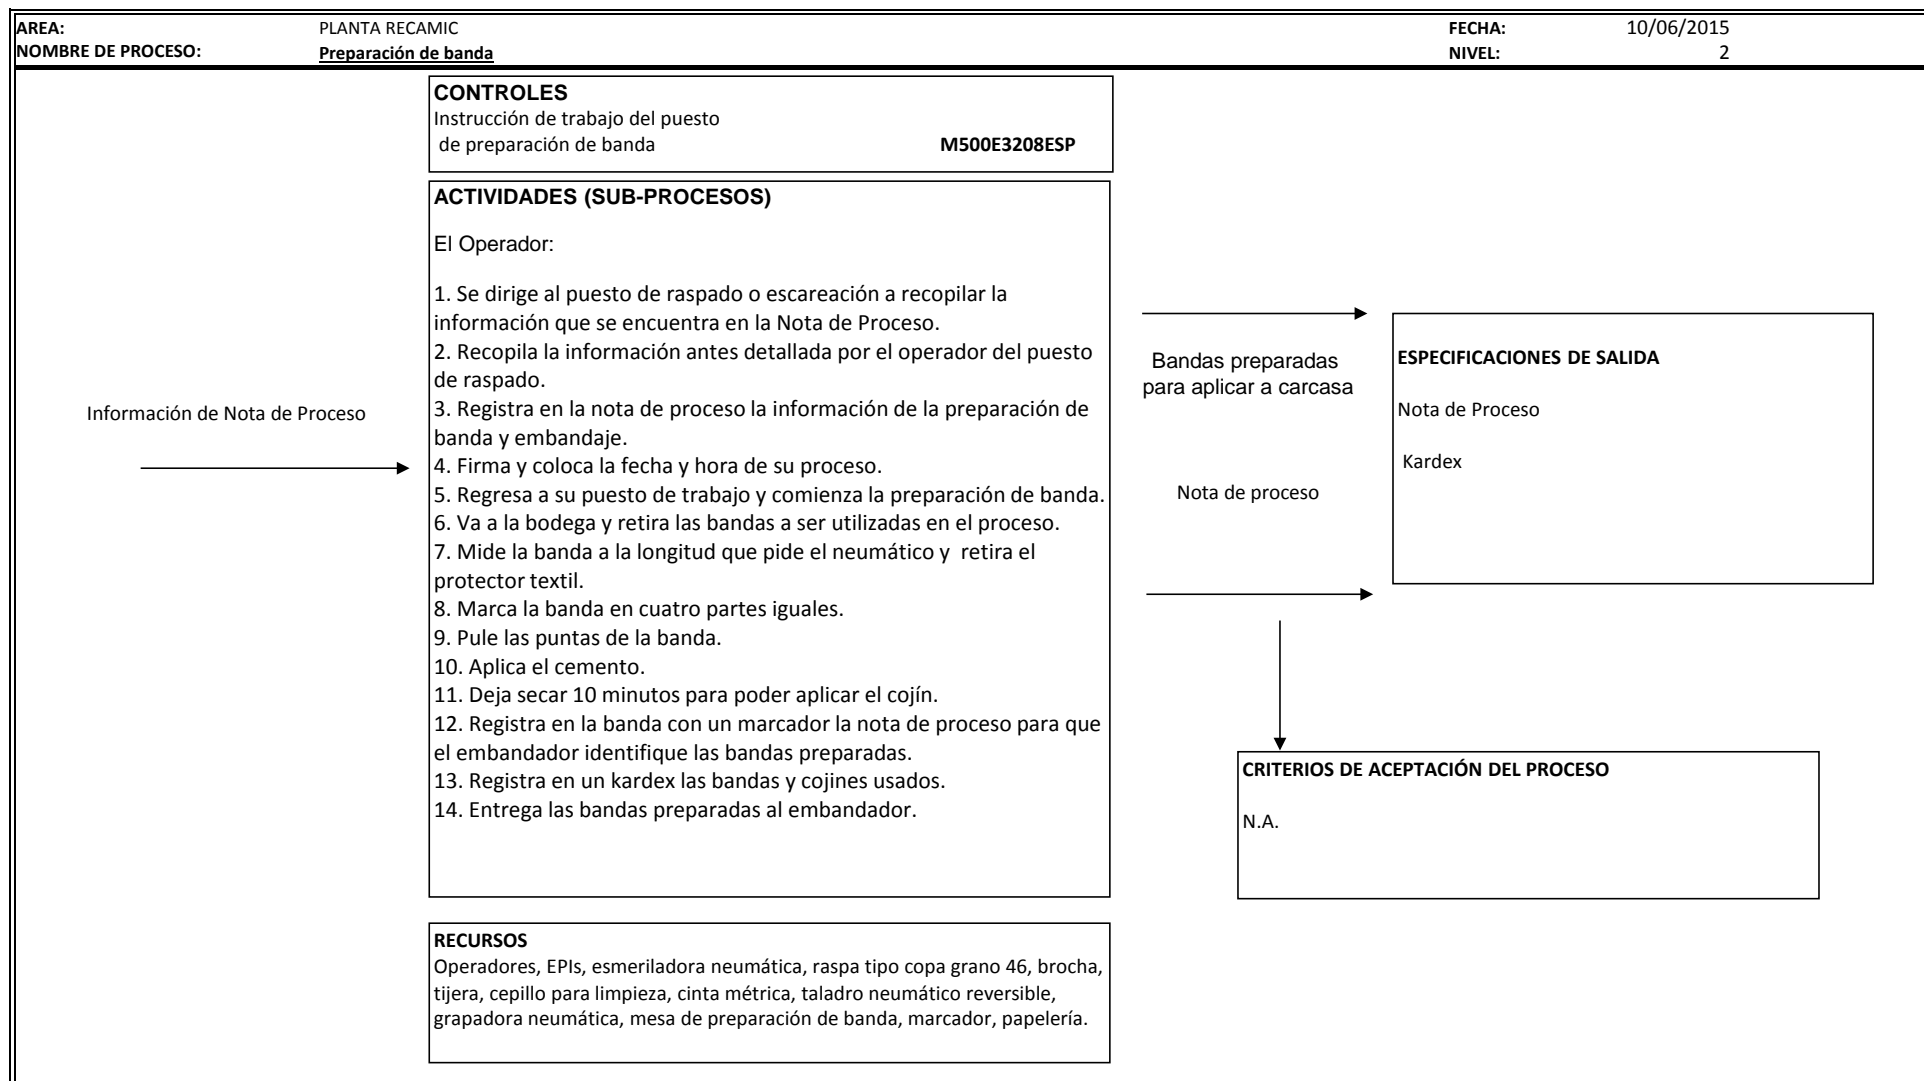 AREA: PLANTA RECAMIC FECHA: 10/06/2015
NOMBRE DE PROCESO: Preparación de banda NIVEL: 2
CONTROLES
Instrucción de trabajo del puesto
de preparación de banda M500E3208ESP
ACTIVIDADES (SUB-PROCESOS)
El Operador:
1. Se dirige al puesto de raspado o escareación a recopilar la
información que se encuentra en la Nota de Proceso.
2. Recopila la información antes detallada por el operador del puesto
de raspado.
3. Registra en la nota de proceso la información de la preparación de
banda y embandaje.
4. Firma y coloca la fecha y hora de su proceso.
5. Regresa a su puesto de trabajo y comienza la preparación de banda.
6. Va a la bodega y retira las bandas a ser utilizadas en el proceso.
7. Mide la banda a la longitud que pide el neumático y  retira el
protector textil.
8. Marca la banda en cuatro partes iguales.
9. Pule las puntas de la banda.
10. Aplica el cemento.
11. Deja secar 10 minutos para poder aplicar el cojín.
12. Registra en la banda con un marcador la nota de proceso para que
el embandador identifique las bandas preparadas.
13. Registra en un kardex las bandas y cojines usados.
14. Entrega las bandas preparadas al embandador.
Información de Nota de Proceso
Bandas preparadas
para aplicar a carcasa
Nota de proceso
ESPECIFICACIONES DE SALIDA
Nota de Proceso
Kardex
CRITERIOS DE ACEPTACIÓN DEL PROCESO
N.A.
RECURSOS
Operadores, EPIs, esmeriladora neumática, raspa tipo copa grano 46, brocha,
tijera, cepillo para limpieza, cinta métrica, taladro neumático reversible,
grapadora neumática, mesa de preparación de banda, marcador, papelería.